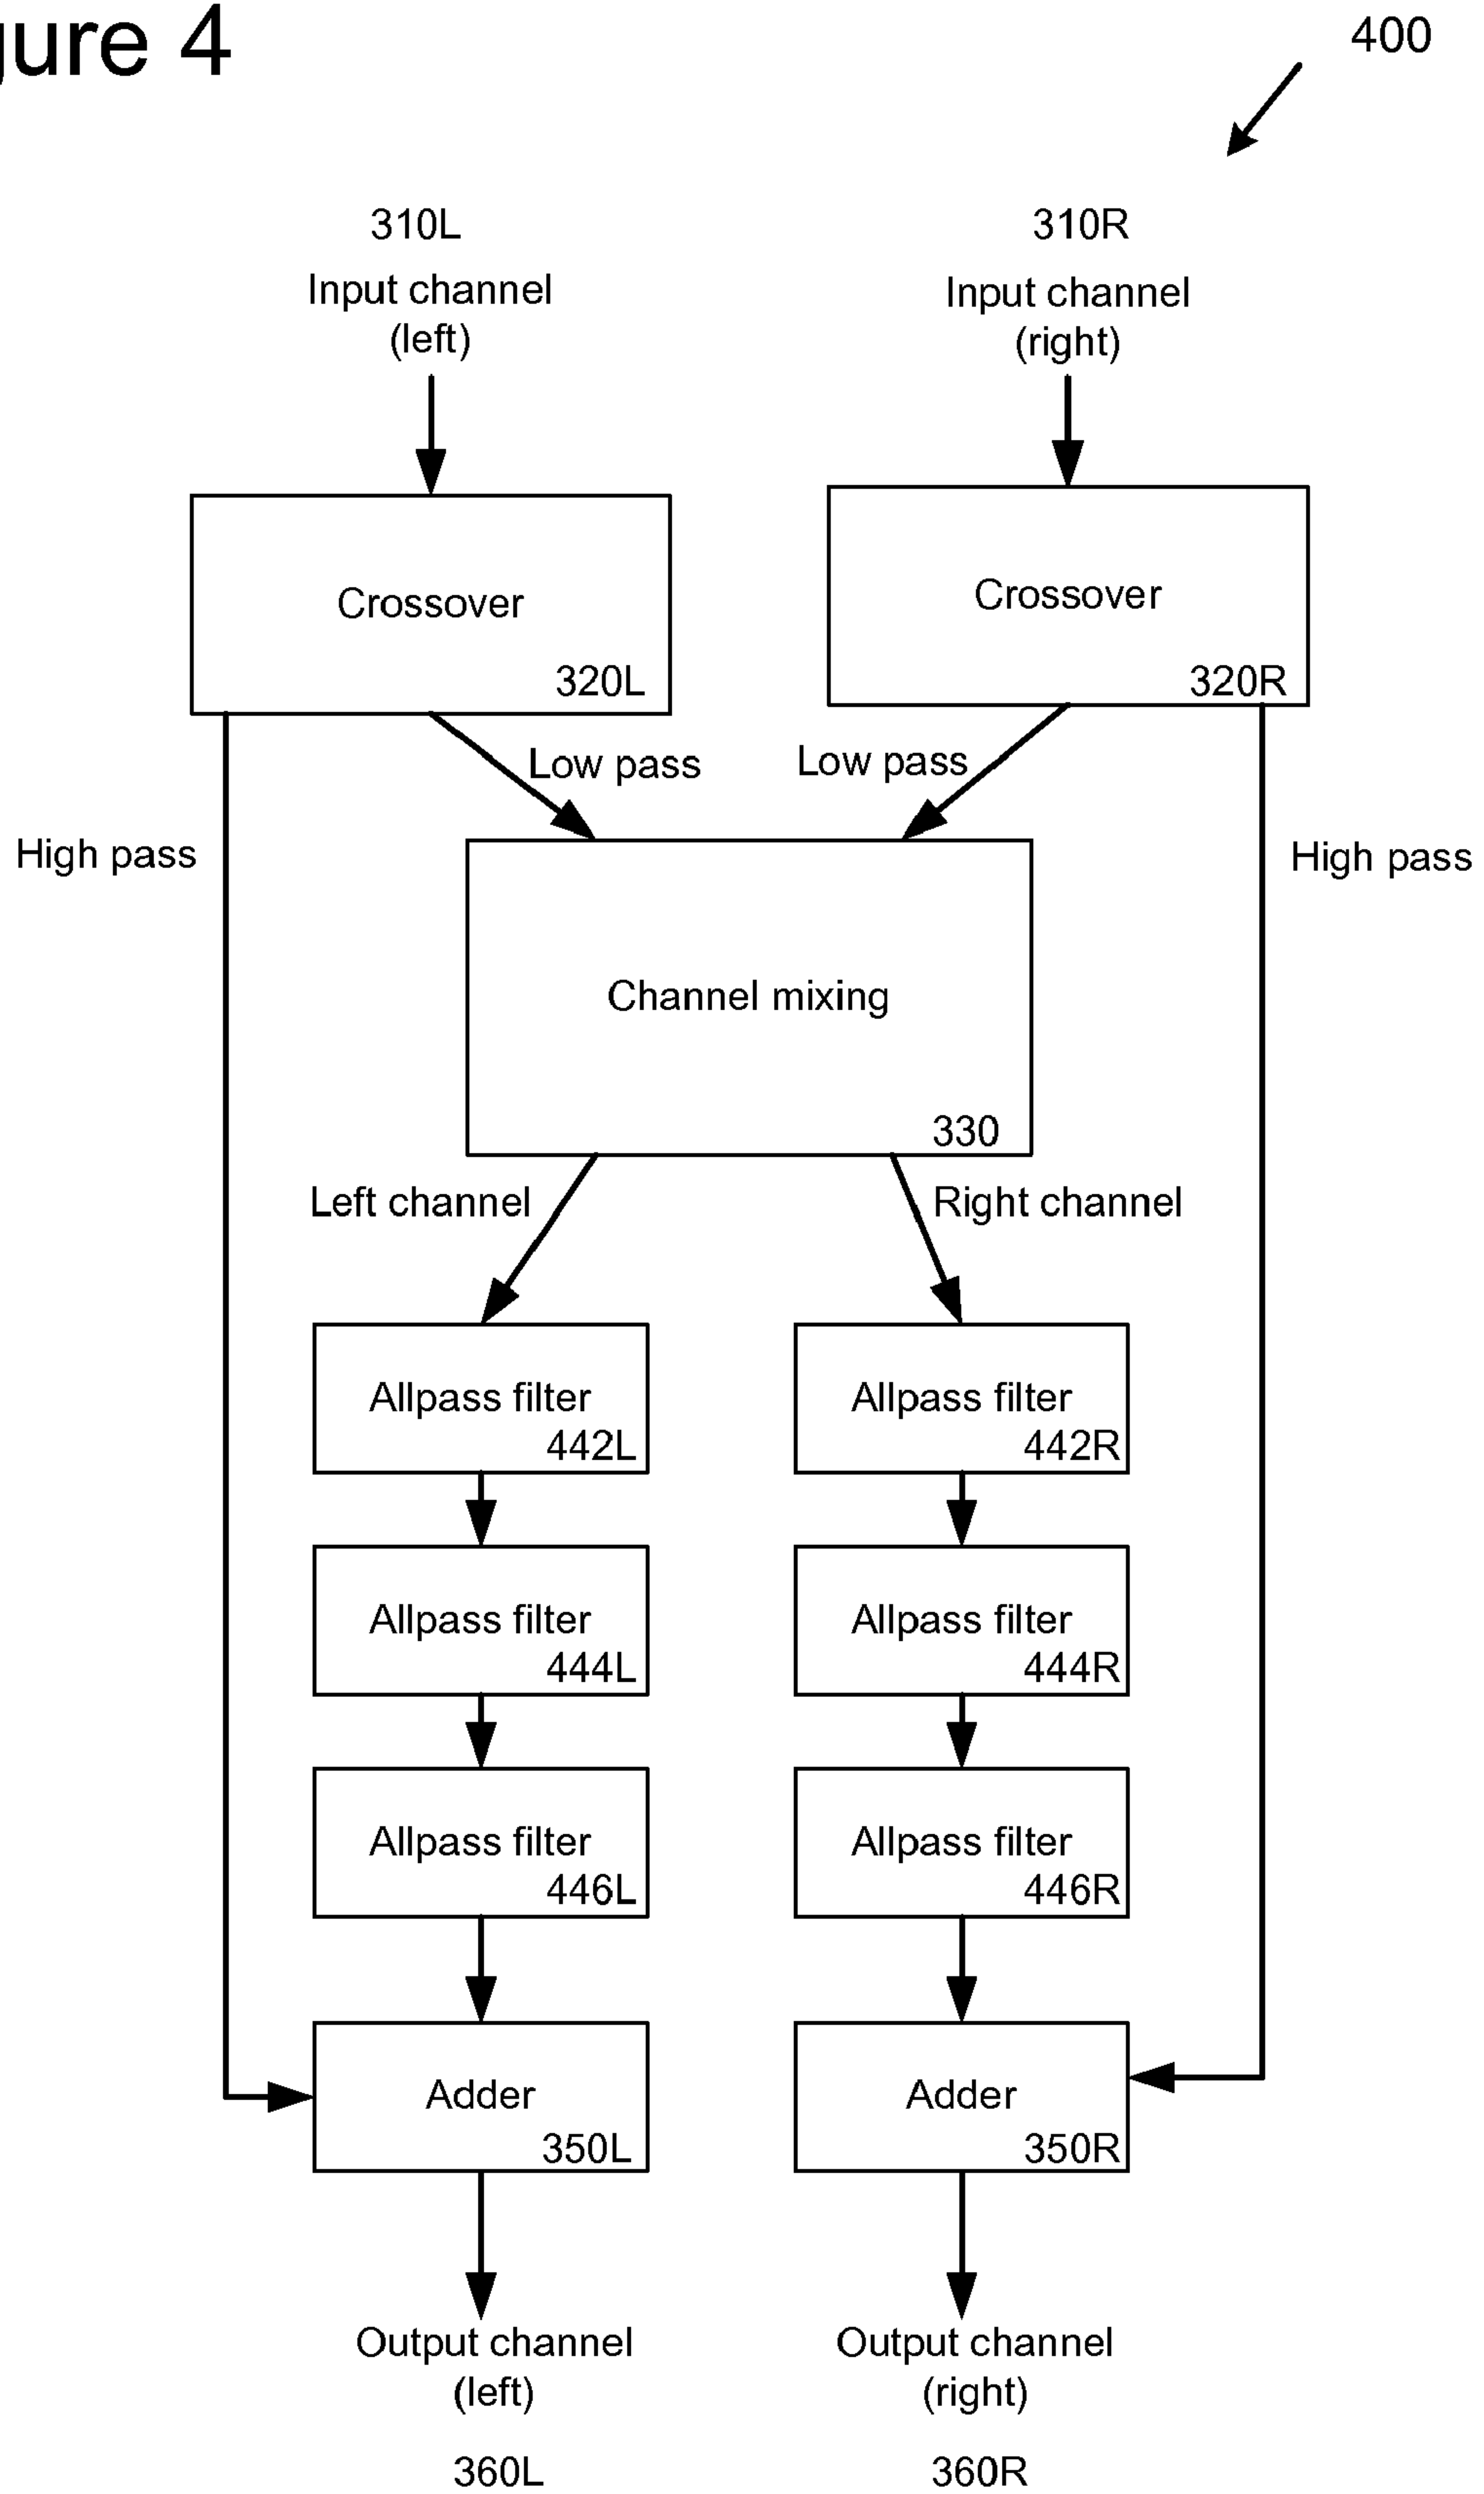 gure 4
400
310L
Input channel
(left)
310R
Input channel
(right)
Crossover
320L
Crossover
320R
Low pass
Low pass
High pass
High pass
Channel mixing
330
Left channel
Right channel
Allpass filter
442L
Allpass filter
442R
Allpass filter
444L
Allpass filter
444R
Allpass filter
446L
Allpass filter
446R
Adder
350L
Adder
350R
Output channel
(left)
360L
Output channel
(right)
360R